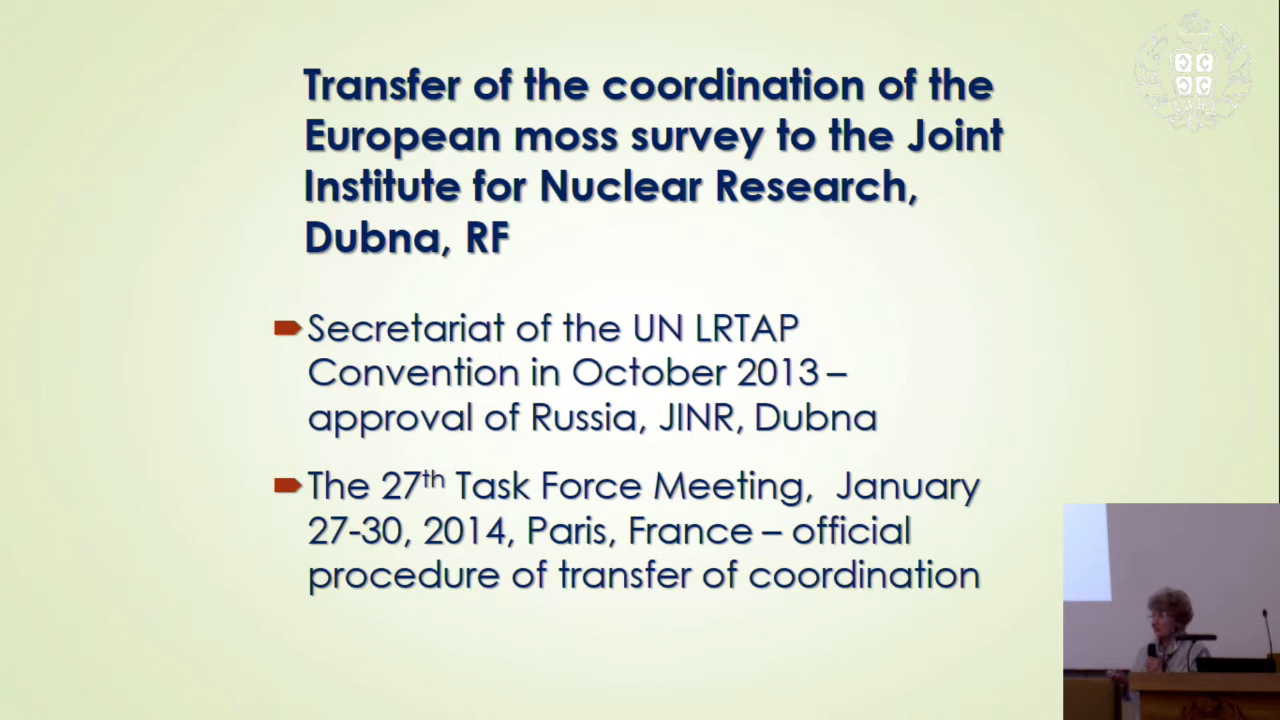 Transfer of the coordination of the
European moss survey to the Joint
Institute for Nuclear Research,
Dubna, RF
Secretariat of the UN LRTAP
Convention in October 2013 –
approval of Russia, JINR, Dubna
The 27th Task Force Meeting, January
27-30, 2014, Paris, France – official
procedure of transfer of coordination